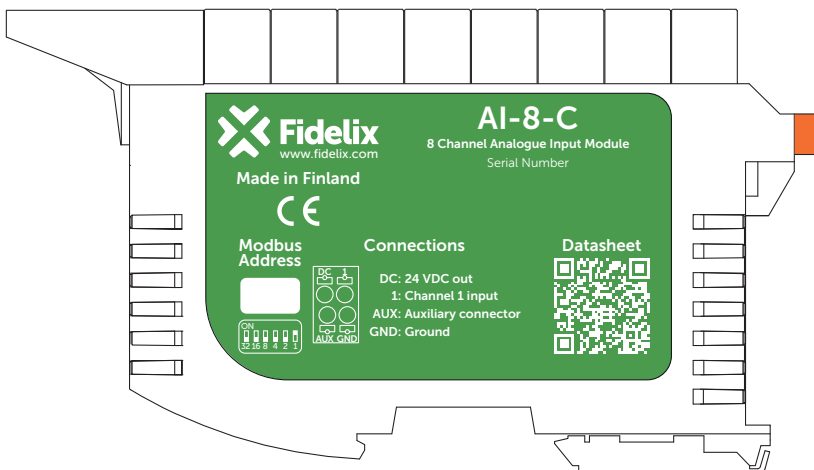 Fidelix
www.fidelix.com
Made in Finland
CE
AI-8-C
8 Channel Analogue Input Module
Serial Number
Modbus
Address
ON
32 16 8 4 2 1
DC 1
AUX GND
Connections
DC: 24 VDC out
1: Channel 1 input
AUX: Auxiliary connector
GND: Ground
Datasheet